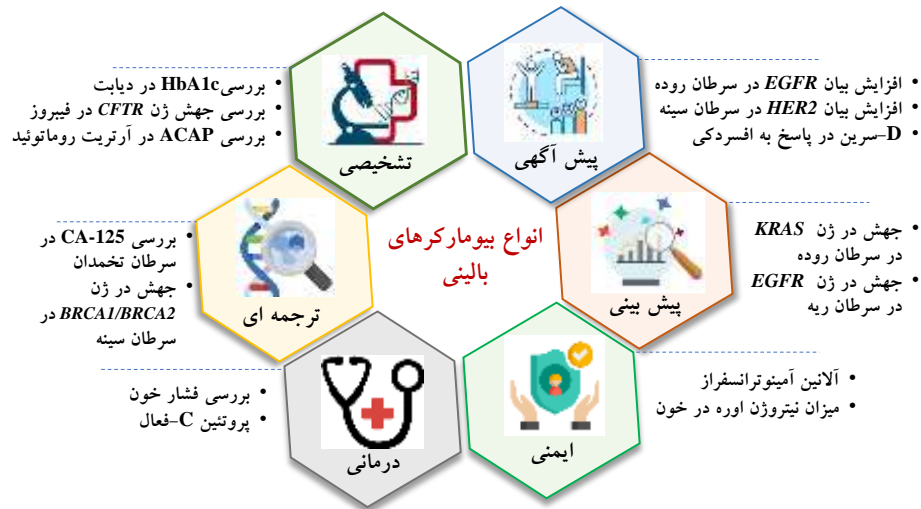 انواع بیومارکرهای
بالینی
پیش آگهی
• افزایش بیان EGFR در سرطان روده
• افزایش بیان HER2 در سرطان سینه
• D-سرین در پاسخ به افسردکی
پیش بینی
• جهش در ژن KRAS
در سرطان روده
• جهش در ژن EGFR
در سرطان ریه
ایمنی
• آلانین آمینوترانسفراز
• میزان نیتروژن اوره در خون
درمانی
• بررسی فشار خون
• پروتئین C-فعال
ترجمه ای
• بررسی CA-125 در
سرطان تخمدان
• جهش در ژن
BRCA1/BRCA2 در
سرطان سینه
تشخیصی
• بررسیHbA1c در دیابت
• بررسی جهش ژن CFTR در فیبروز
• بررسی ACAP در آرتریت روماتوئید